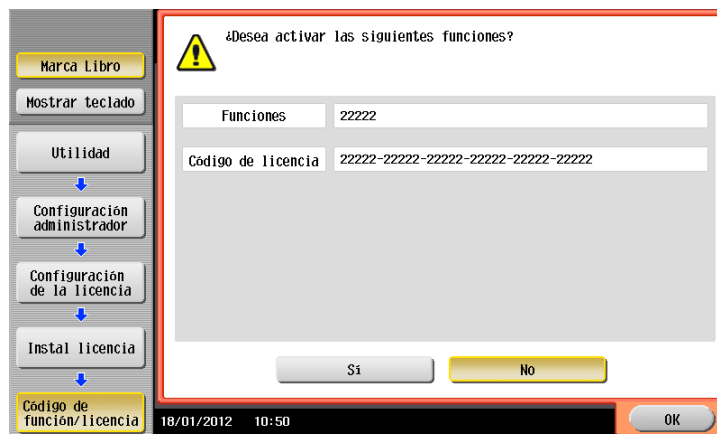 Marca Libro
Mostrar teclado
Utilidad
Configuración
administrador
Configuración
de la licencia
Instal licencia
Código de
función/licencia
¿Desea activar las siguientes funciones?
Funciones
22222
Código de licencia
22222-22222-22222-22222-22222-22222
Sí
No
18/01/2012 10:50
OK